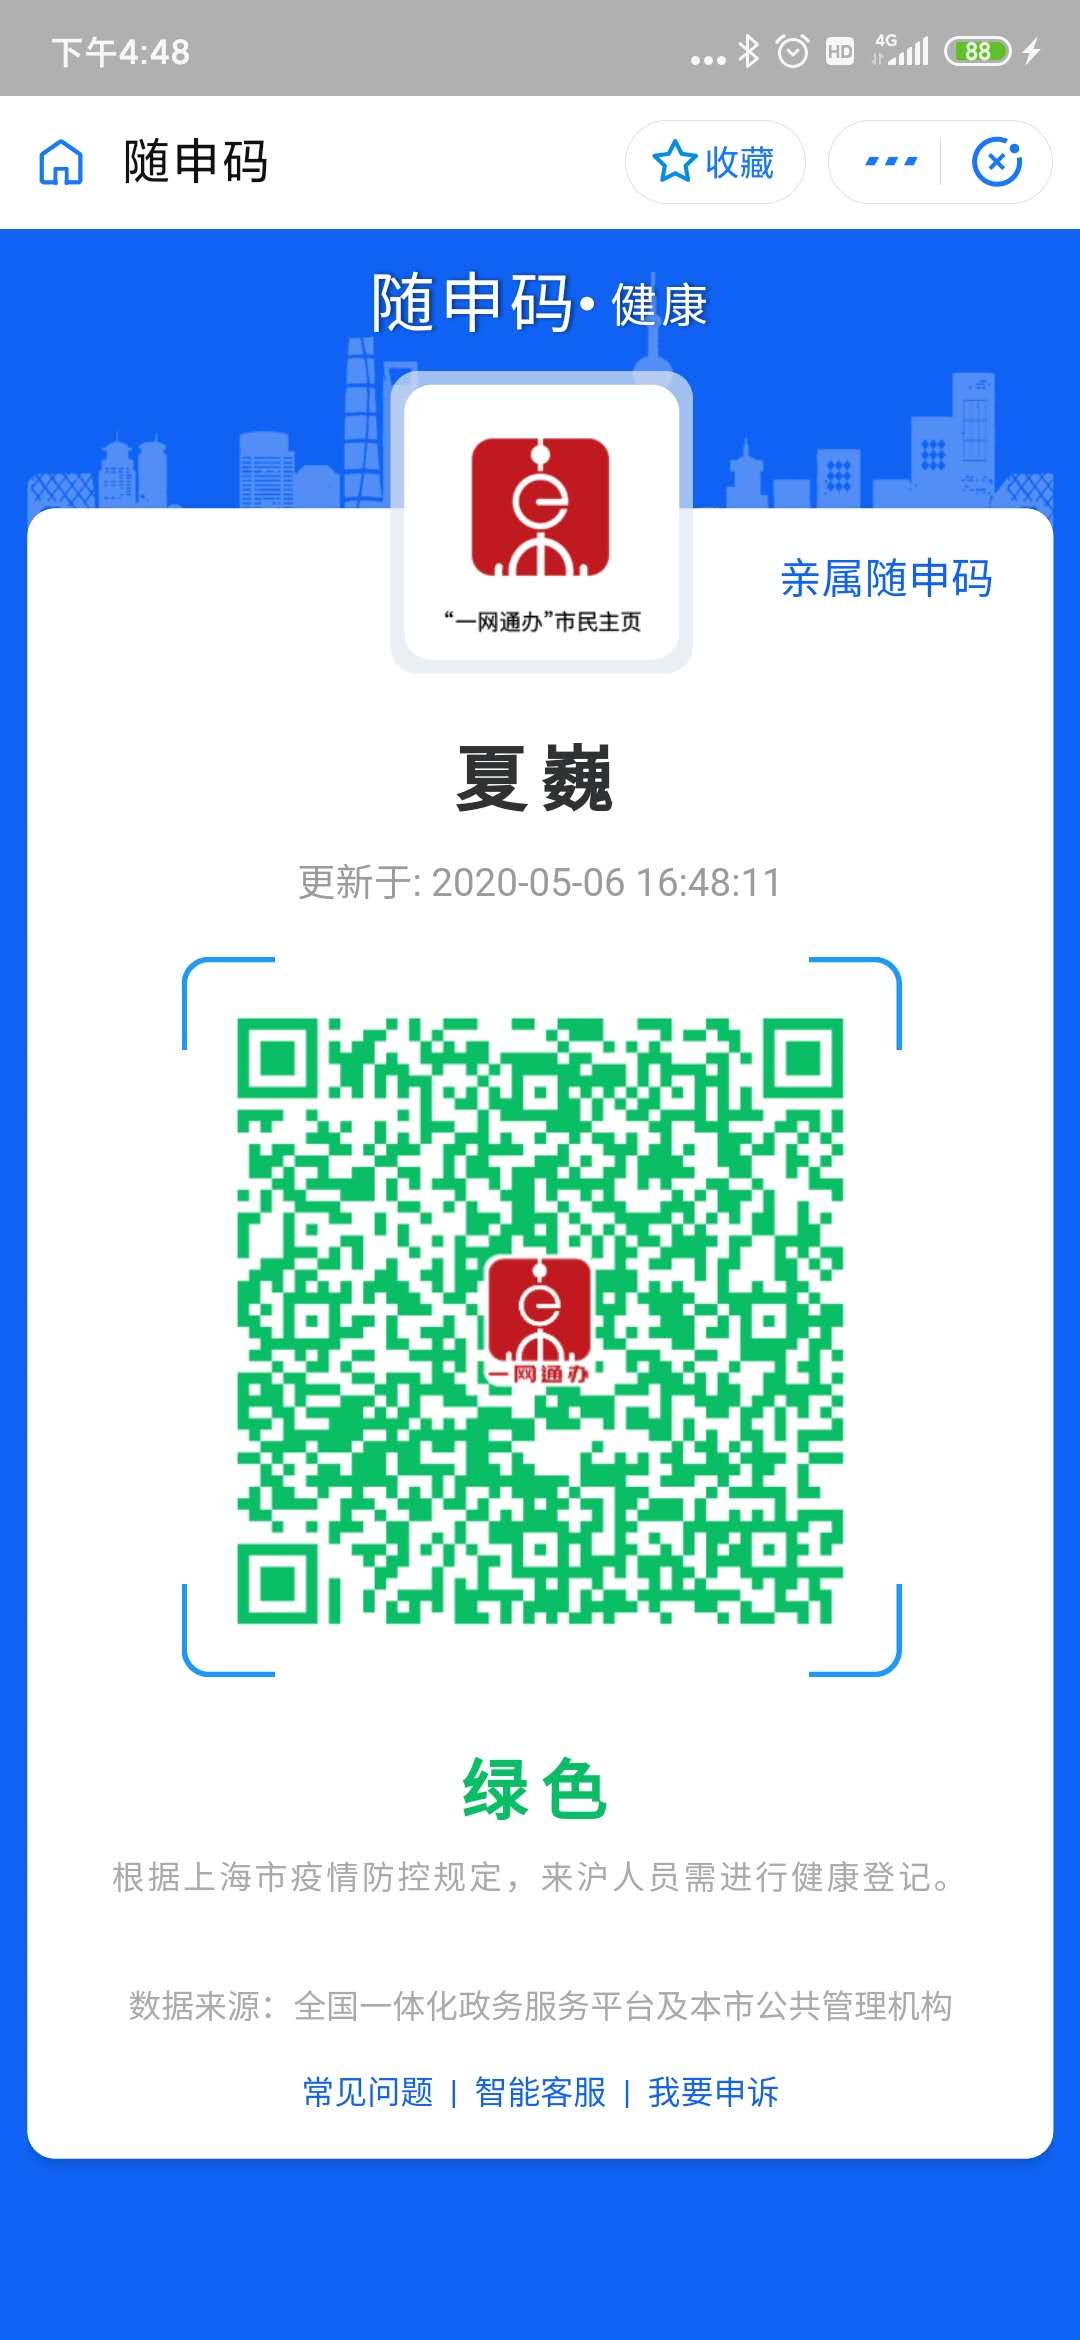 下午4:48
HD
4G
88
随申码
收藏
随申码·健康
“一网通办”市民主页
亲属随申码
夏巍
更新于: 2020-05-06 16:48:11
一网通办
绿色
根据上海市疫情防控规定，来沪人员需进行健康登记。
数据来源：全国一体化政务服务平台及本市公共管理机构
常见问题 | 智能客服 | 我要申诉